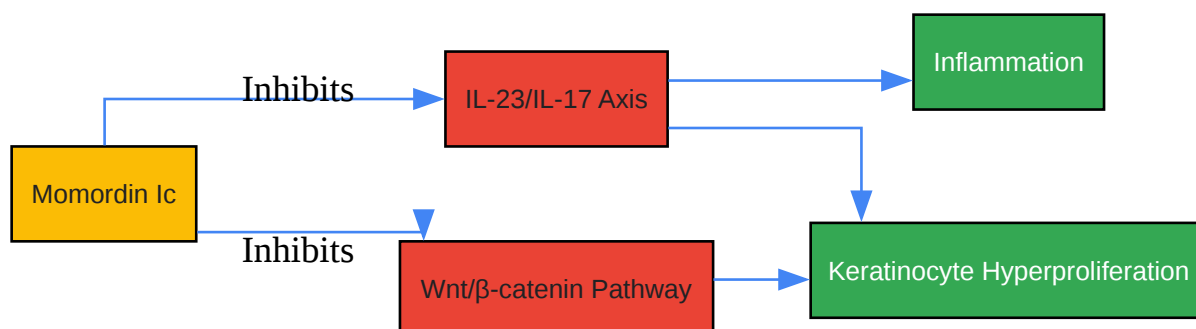 Inflammation
Inhibits
IL-23/IL-17 Axis
Momordin Ic
Inhibits
Keratinocyte Hyperproliferation
Wnt/β-catenin Pathway